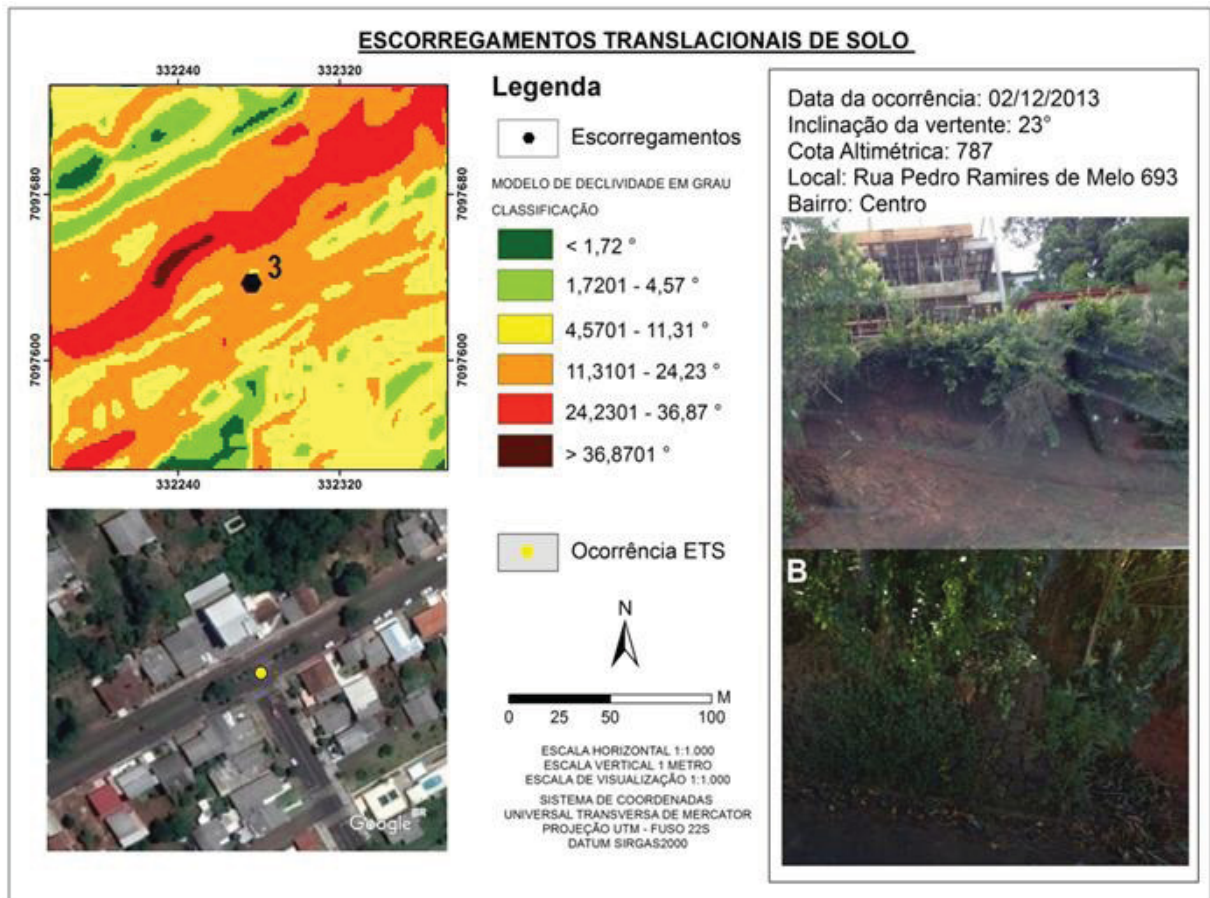 ESCORREGAMENTOS TRANSLACIONAIS DE SOLO
332240 332320
7097680 7097680
7097600 7097600
3
332240 332320
Legenda
Escorregamentos
MODELO DE DECLIVIDADE EM GRAU
CLASSIFICAÇÃO
< 1,72 °
1,7201 - 4,57 °
4,5701 - 11,31 °
11,3101 - 24,23 °
24,2301 - 36,87 °
> 36,8701 °
Ocorrência ETS
N
M
0 25 50 100
ESCALA HORIZONTAL 1:1.000
ESCALA VERTICAL 1 METRO
ESCALA DE VISUALIZAÇÃO 1:1.000
SISTEMA DE COORDENADAS
UNIVERSAL TRANSVERSA DE MERCATOR
PROJEÇÃO UTM - FUSO 22S
DATUM SIRGAS2000
Google
Data da ocorrência: 02/12/2013
Inclinação da vertente: 23°
Cota Altimétrica: 787
Local: Rua Pedro Ramires de Melo 693
Bairro: Centro
A
B